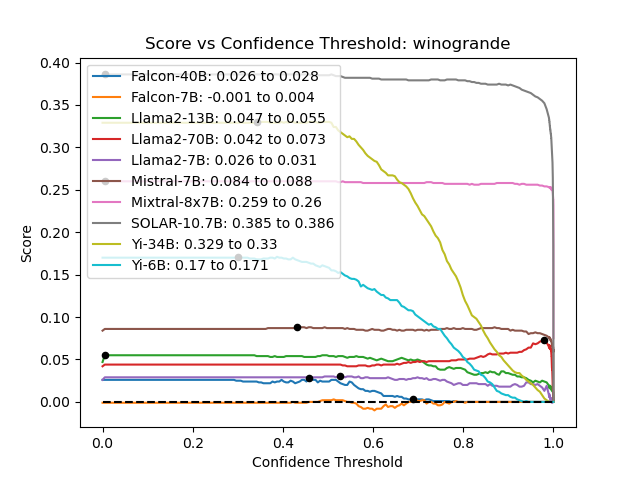 Score vs Confidence Threshold: winogrande
0.40
0.35
0.30
0.25
0.20
0.15
0.10
0.05
0.00
Score
Falcon-40B: 0.026 to 0.028
Falcon-7B: -0.001 to 0.004
Llama2-13B: 0.047 to 0.055
Llama2-70B: 0.042 to 0.073
Llama2-7B: 0.026 to 0.031
Mistral-7B: 0.084 to 0.088
Mixtral-8x7B: 0.259 to 0.26
SOLAR-10.7B: 0.385 to 0.386
Yi-34B: 0.329 to 0.33
Yi-6B: 0.17 to 0.171
0.0 0.2 0.4 0.6 0.8 1.0
Confidence Threshold